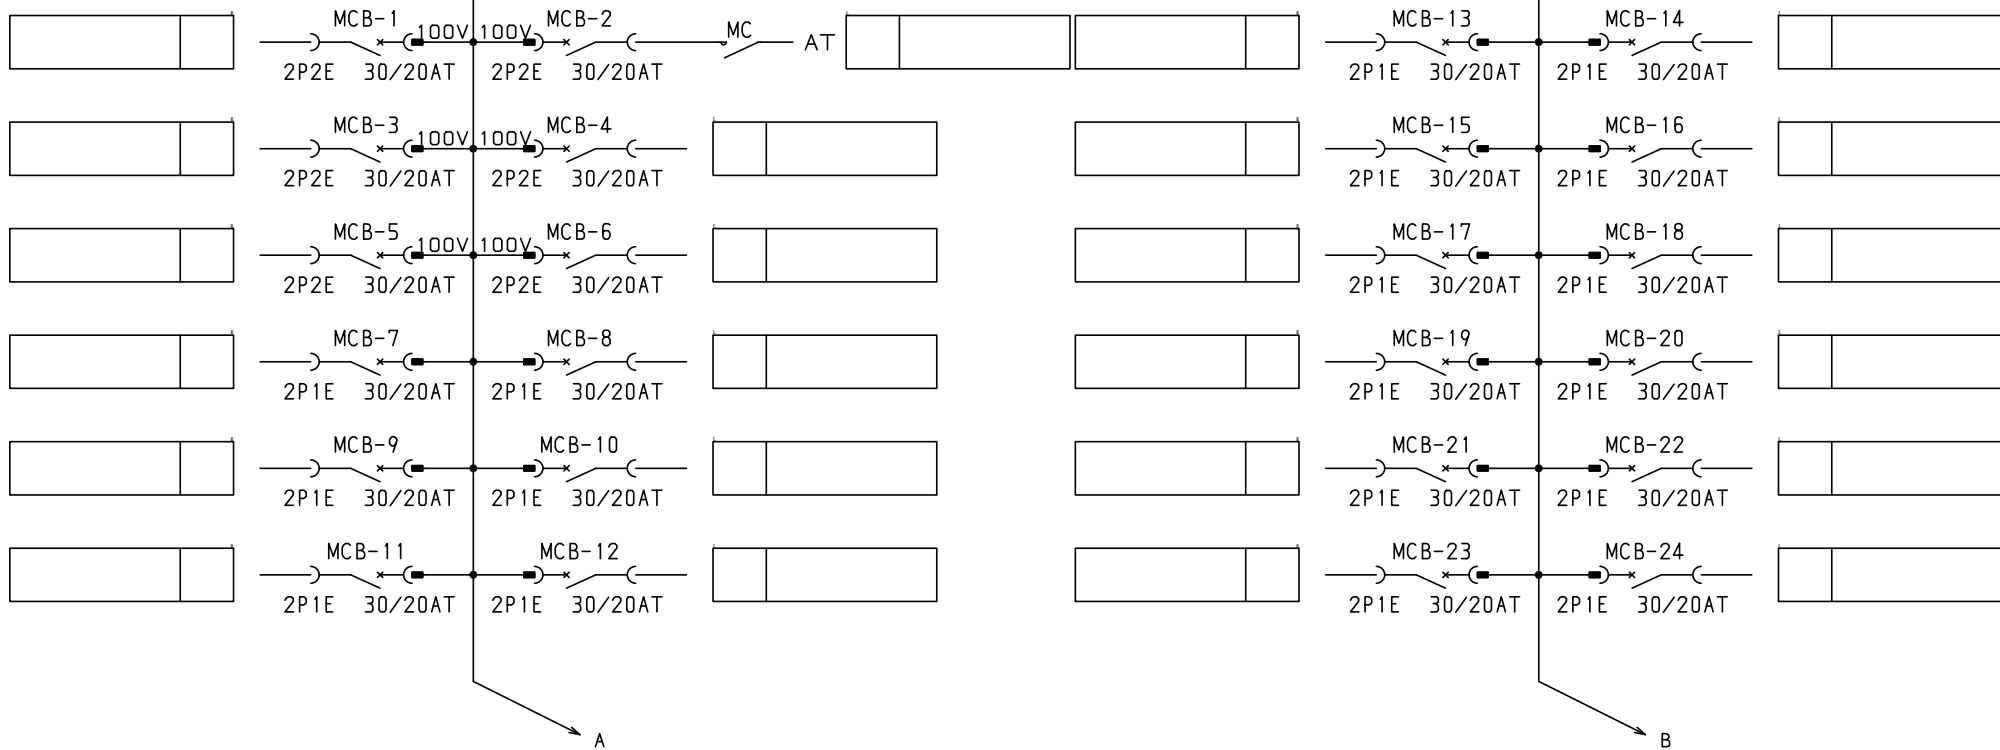 MCB-1 100V 100V MCB-2 MC AT MCB-13 MCB-14
2P2E 30/20AT 2P2E 30/20AT 2P1E 30/20AT 2P1E 30/20AT
MCB-3 100V 100V MCB-4 MCB-15 MCB-16
2P2E 30/20AT 2P2E 30/20AT 2P1E 30/20AT 2P1E 30/20AT
MCB-5 100V 100V MCB-6 MCB-17 MCB-18
2P2E 30/20AT 2P2E 30/20AT 2P1E 30/20AT 2P1E 30/20AT
MCB-7 MCB-8 MCB-19 MCB-20
2P1E 30/20AT 2P1E 30/20AT 2P1E 30/20AT 2P1E 30/20AT
MCB-9 MCB-10 MCB-21 MCB-22
2P1E 30/20AT 2P1E 30/20AT 2P1E 30/20AT 2P1E 30/20AT
MCB-11 MCB-12 MCB-23 MCB-24
2P1E 30/20AT 2P1E 30/20AT 2P1E 30/20AT 2P1E 30/20AT
A B